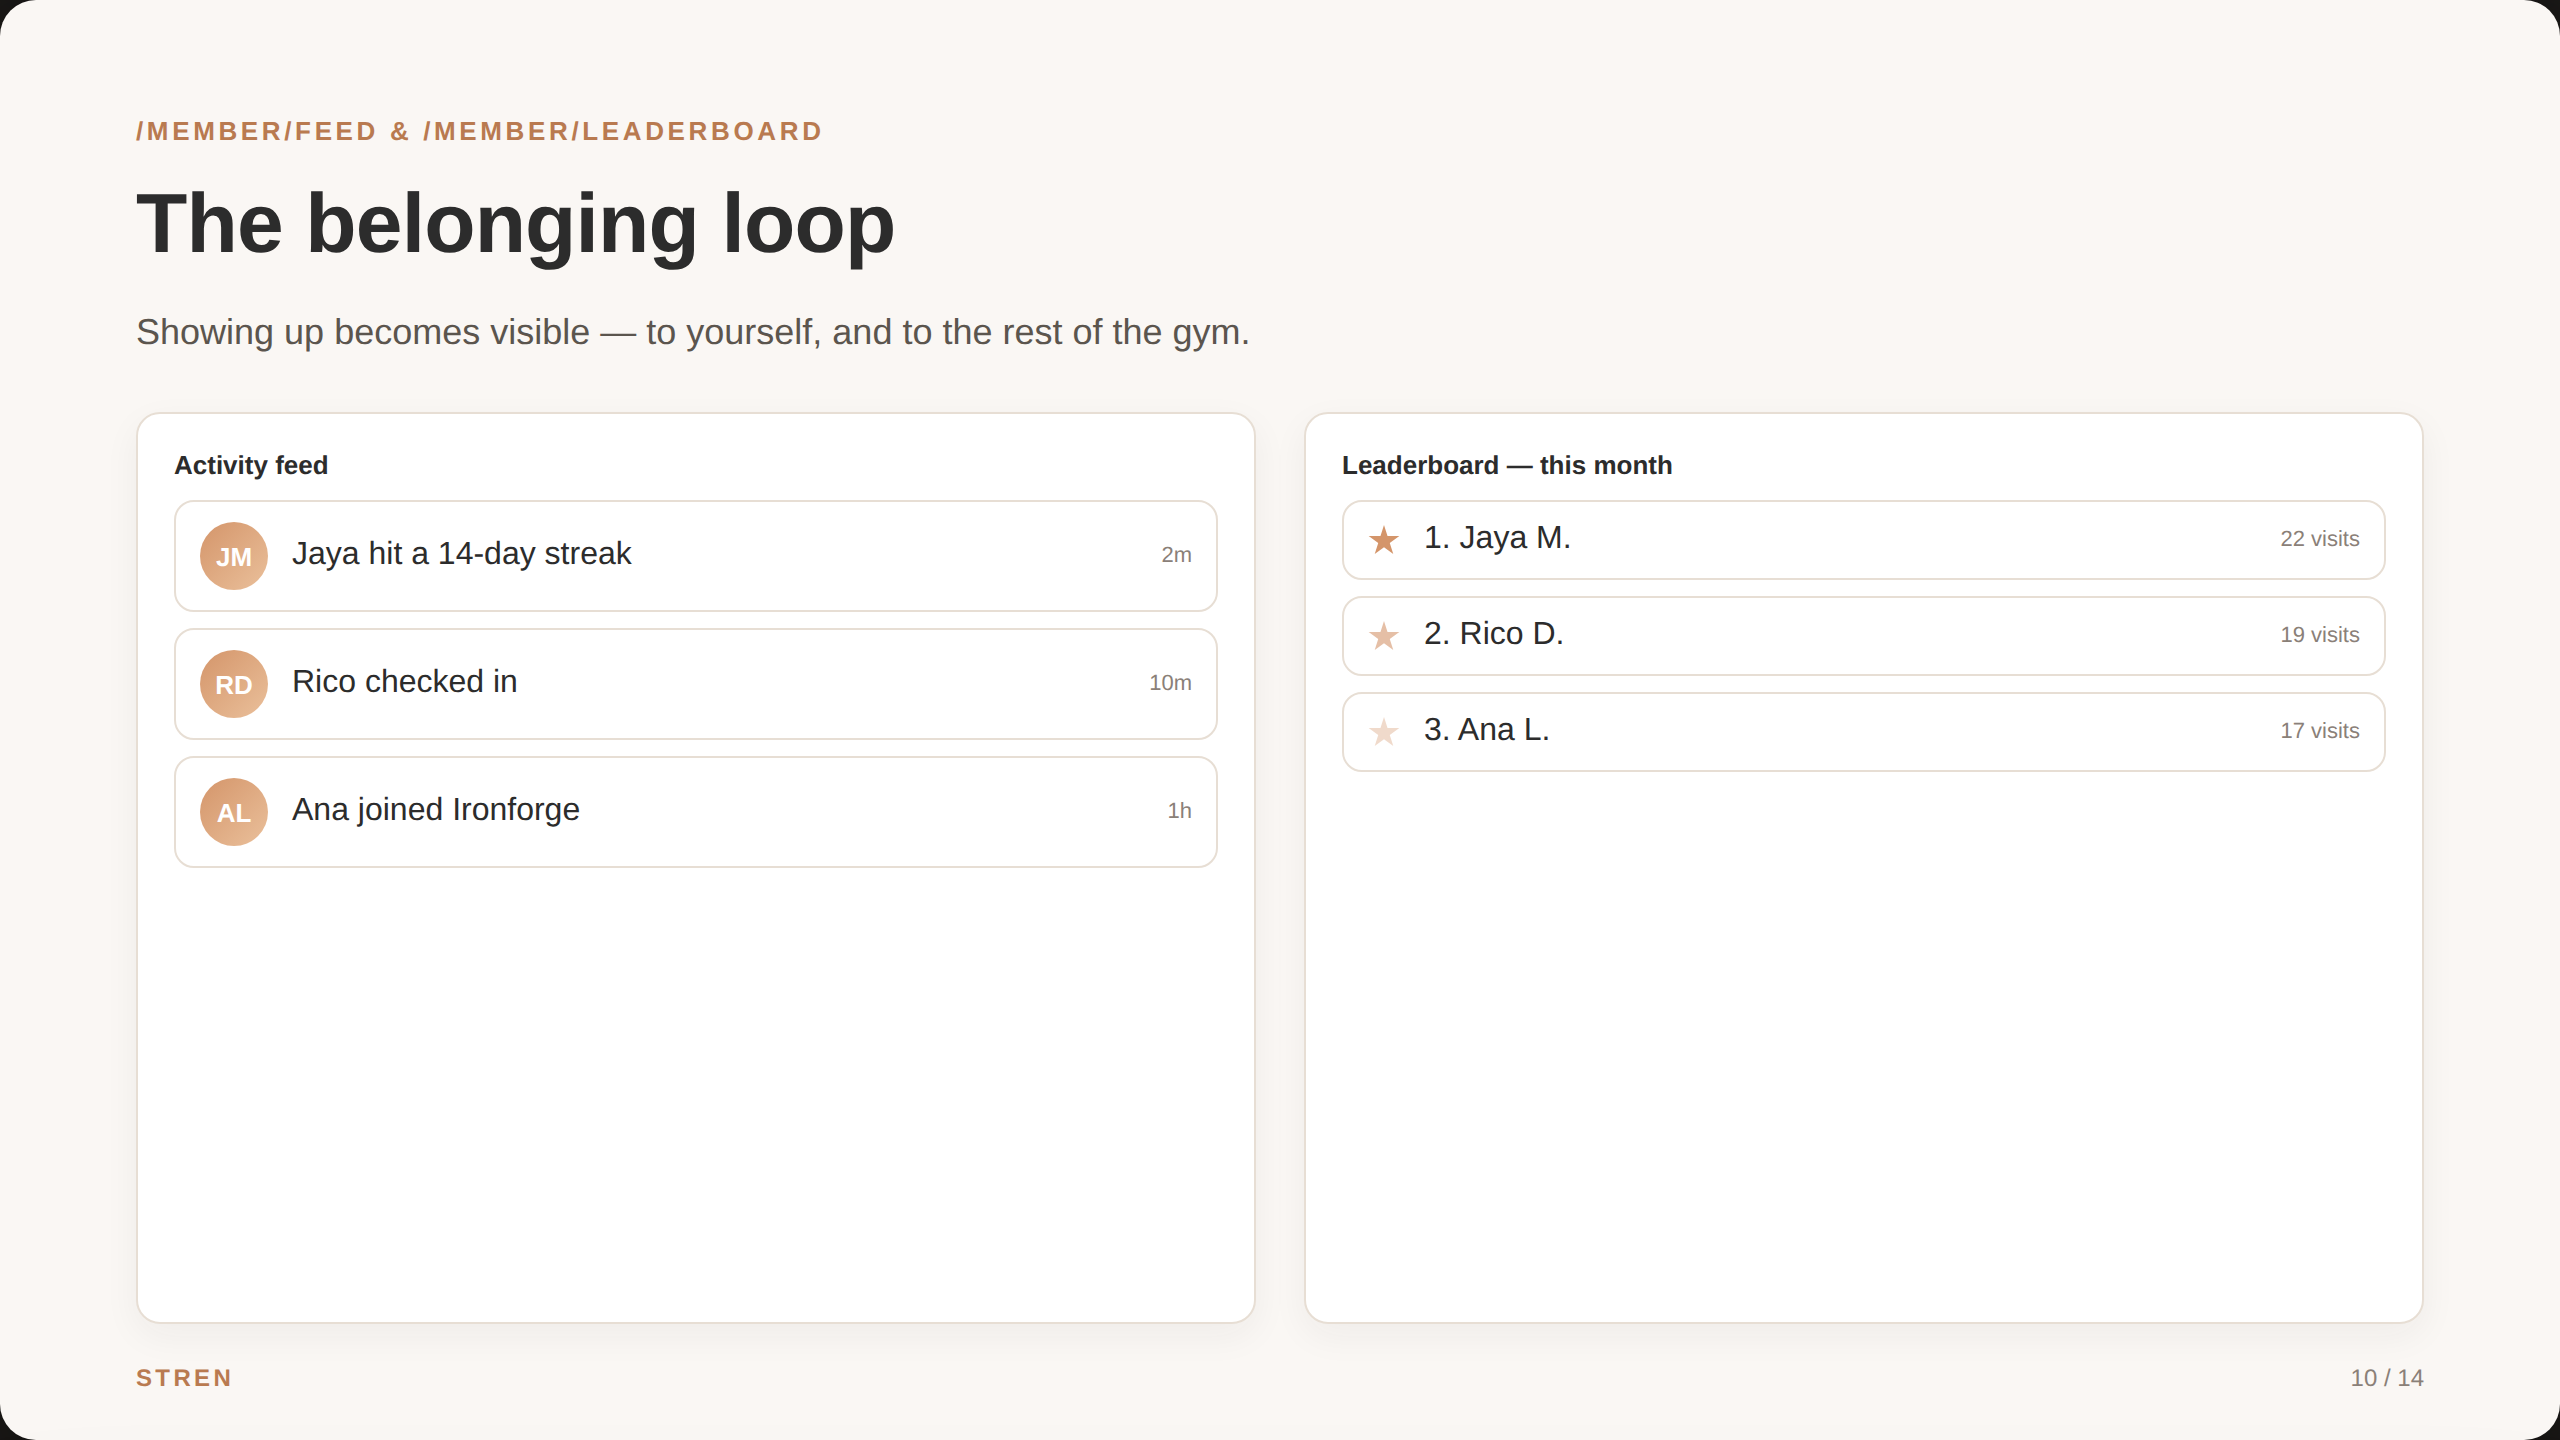 /MEMBER/FEED & /MEMBER/LEADERBOARD
The belonging loop
Showing up becomes visible — to yourself, and to the rest of the gym.
Activity feed
JM Jaya hit a 14-day streak 2m
RD Rico checked in 10m
AL Ana joined Ironforge 1h
Leaderboard — this month
★ 1. Jaya M. 22 visits
★ 2. Rico D. 19 visits
★ 3. Ana L. 17 visits
STREN
10 / 14